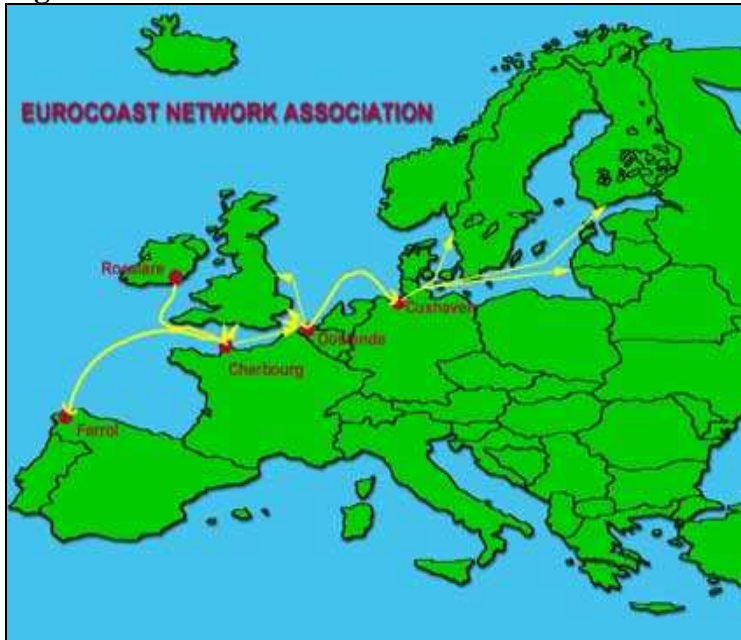 EUROCOAST NETWORK ASSOCIATION
Rosslare
Oostende
Cuxhaven
Cherbourg
Ferrol